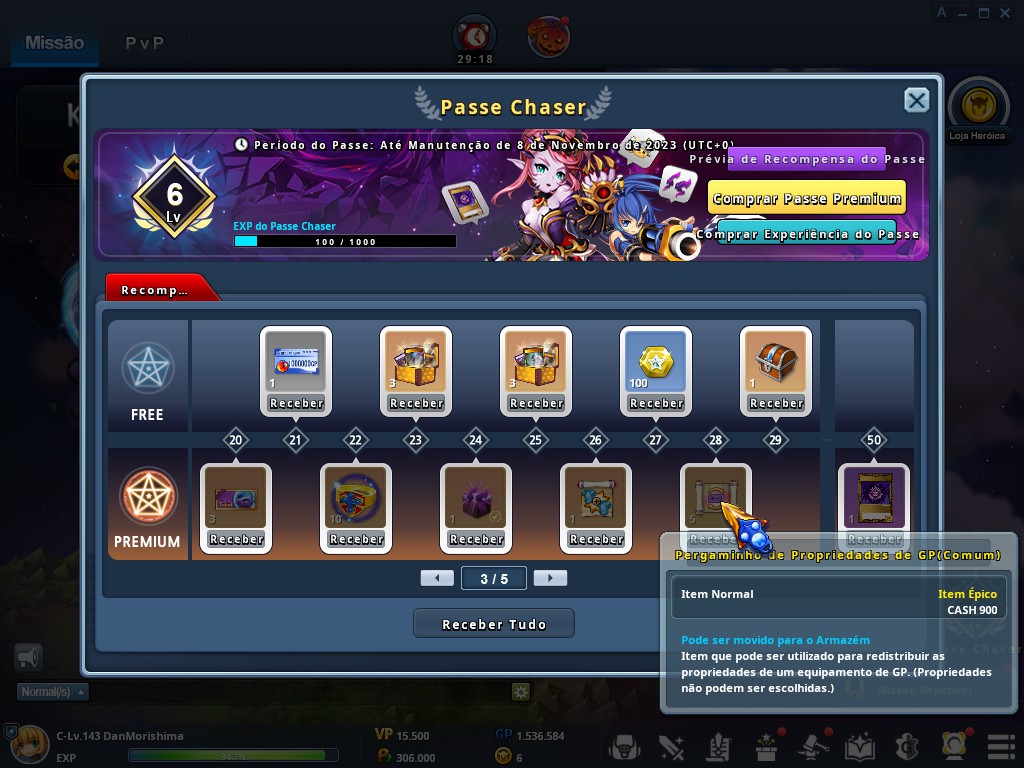 Missão
PvP
29:18
A
Passe Chaser
Loja Heróica
Período do Passe: Até Manutenção de 8 de Novembro de 2023 (UTC+0)
Prévia de Recompensa do Passe
6
Lv
Comprar Passe Premium
EXP do Passe Chaser
100 / 1000
Comprar Experiência do Passe
Recomp...
1
3
3
100
1
Receber
Receber
Receber
Receber
Receber
FREE
20
21
22
23
24
25
26
27
28
29
50
3
10
1
1
5
1
PREMIUM
Receber
Receber
Receber
Receber
Receber
Receber
Pergaminho de Propriedades de GP(Comum)
3 / 5
Item Normal
Item Épico
CASH 900
Receber Tudo
Pode ser movido para o Armazém
Item que pode ser utilizado para redistribuir as
propriedades de um equipamento de GP. (Propriedades
não podem ser escolhidas.)
Normal(/s)
Missão Repetível
C-Lv.143 DanMorishima
VP 15.500
GP 1.536.584
EXP
306.000
6